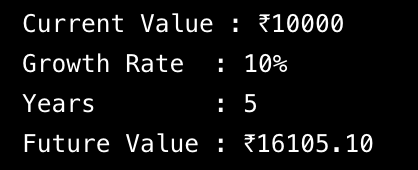 Current Value : ₹10000
Growth Rate  : 10%
Years        : 5
Future Value : ₹16105.10